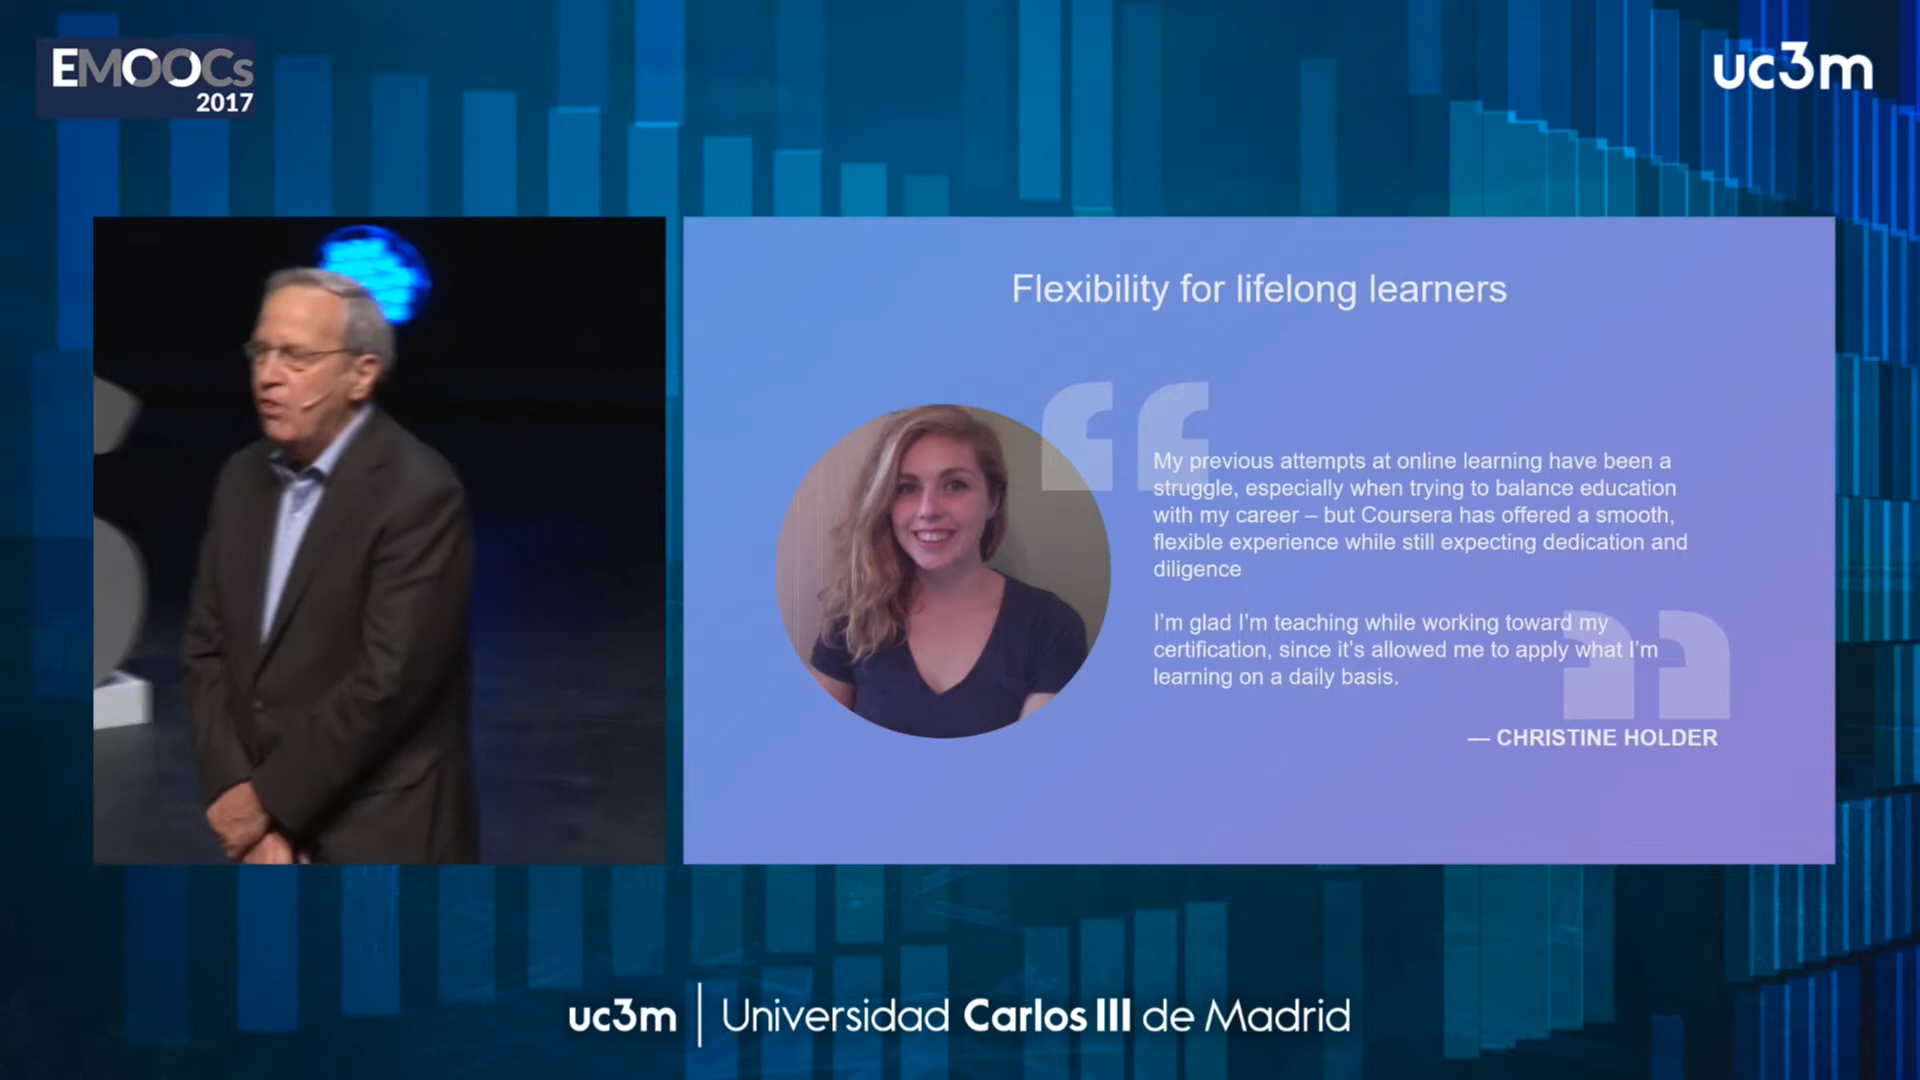 EMOOCs
2017
uc3m
Flexibility for lifelong learners
My previous attempts at online learning have been a
struggle, especially when trying to balance education
with my career – but Coursera has offered a smooth,
flexible experience while still expecting dedication and
diligence
I'm glad I'm teaching while working toward my
certification, since it's allowed me to apply what I'm
learning on a daily basis.
— CHRISTINE HOLDER
uc3m | Universidad Carlos III de Madrid